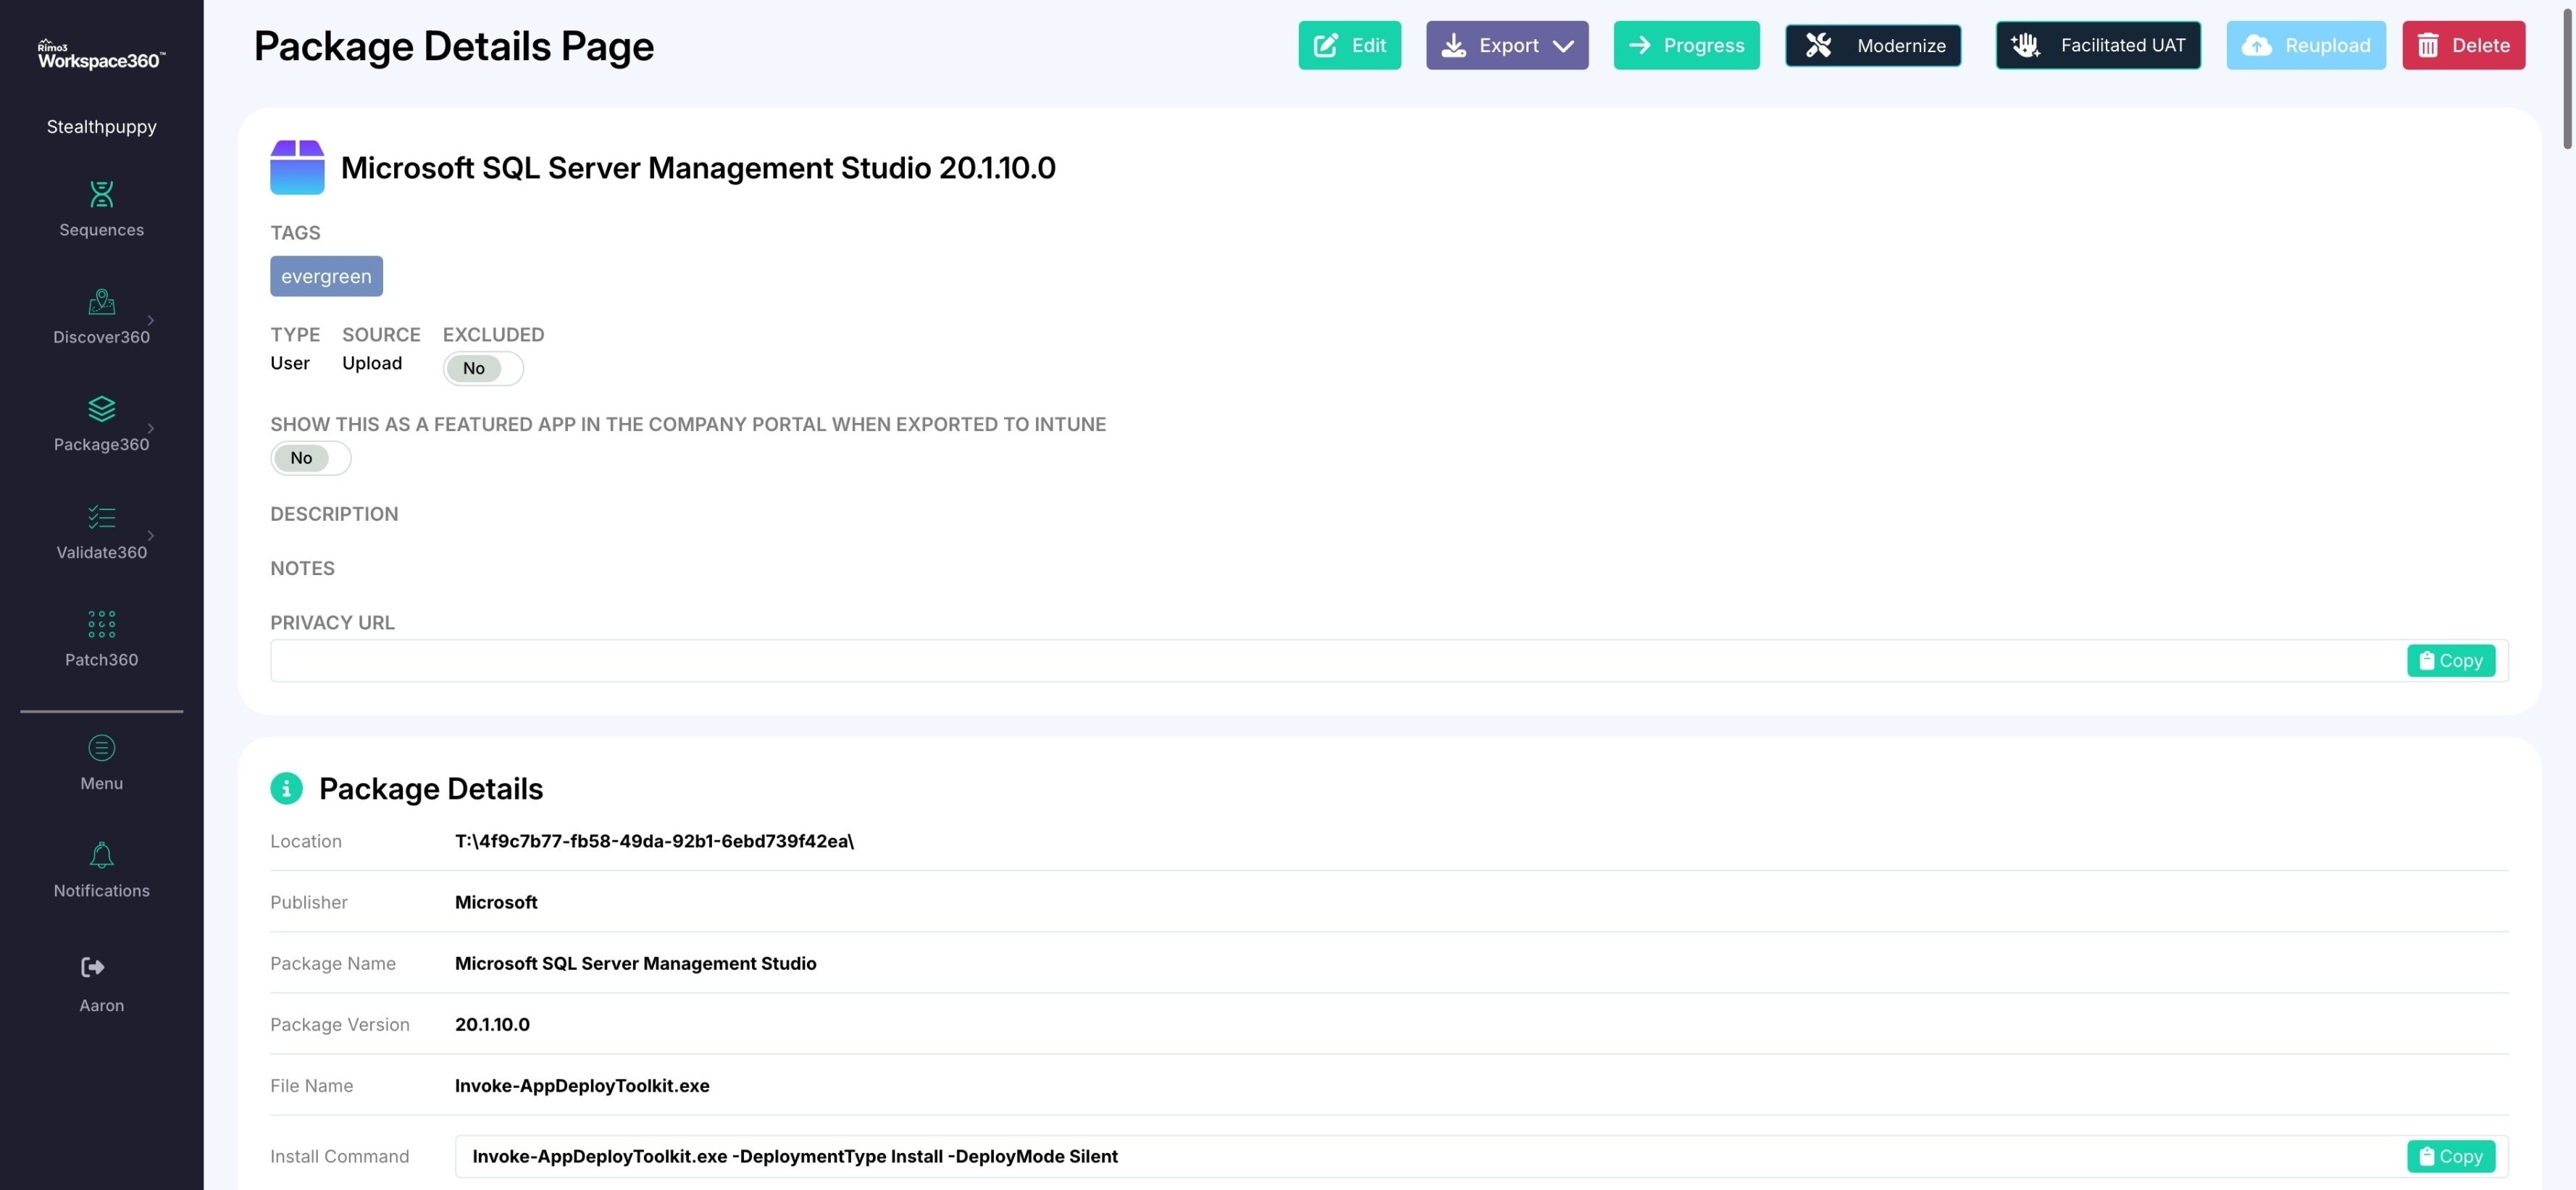 Rimo3
Workspace360™
Stealthpuppy
Sequences
Discover360
Package360
Validate360
Patch360
Menu
Notifications
Aaron
Package Details Page
Edit
Export
Progress
Modernize
Facilitated UAT
Reupload
Delete
Microsoft SQL Server Management Studio 20.1.10.0
TAGS
evergreen
TYPE SOURCE EXCLUDED
User Upload No
SHOW THIS AS A FEATURED APP IN THE COMPANY PORTAL WHEN EXPORTED TO INTUNE
No
DESCRIPTION
NOTES
PRIVACY URL
Copy
Package Details
Location T:\4f9c7b77-fb58-49da-92b1-6ebd739f42ea\
Publisher Microsoft
Package Name Microsoft SQL Server Management Studio
Package Version 20.1.10.0
File Name Invoke-AppDeployToolkit.exe
Install Command Invoke-AppDeployToolkit.exe -DeploymentType Install -DeployMode Silent Copy